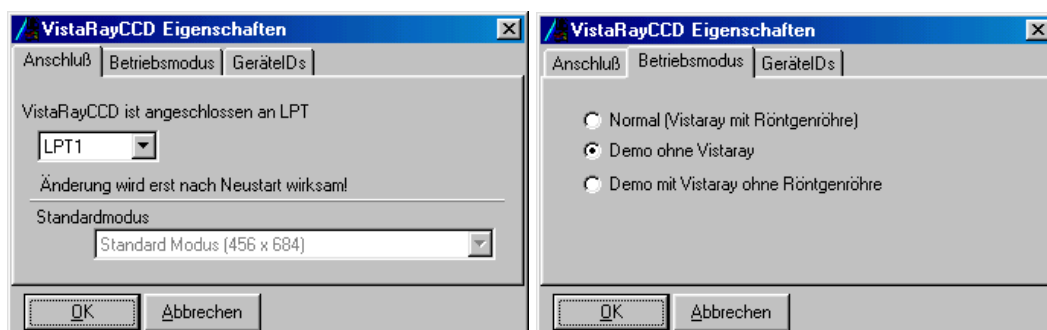 VistaRayCCD Eigenschaften
Anschluß Betriebsmodus GeräteIDs
VistaRayCCD ist angeschlossen an LPT
LPT1
Änderung wird erst nach Neustart wirksam!
Standardmodus
Standard Modus (456 x 684)
OK Abbrechen
VistaRayCCD Eigenschaften
Anschluß Betriebsmodus GeräteIDs
Normal (Vistaray mit Röntgenröhre)
Demo ohne Vistaray
Demo mit Vistaray ohne Röntgenröhre
OK Abbrechen